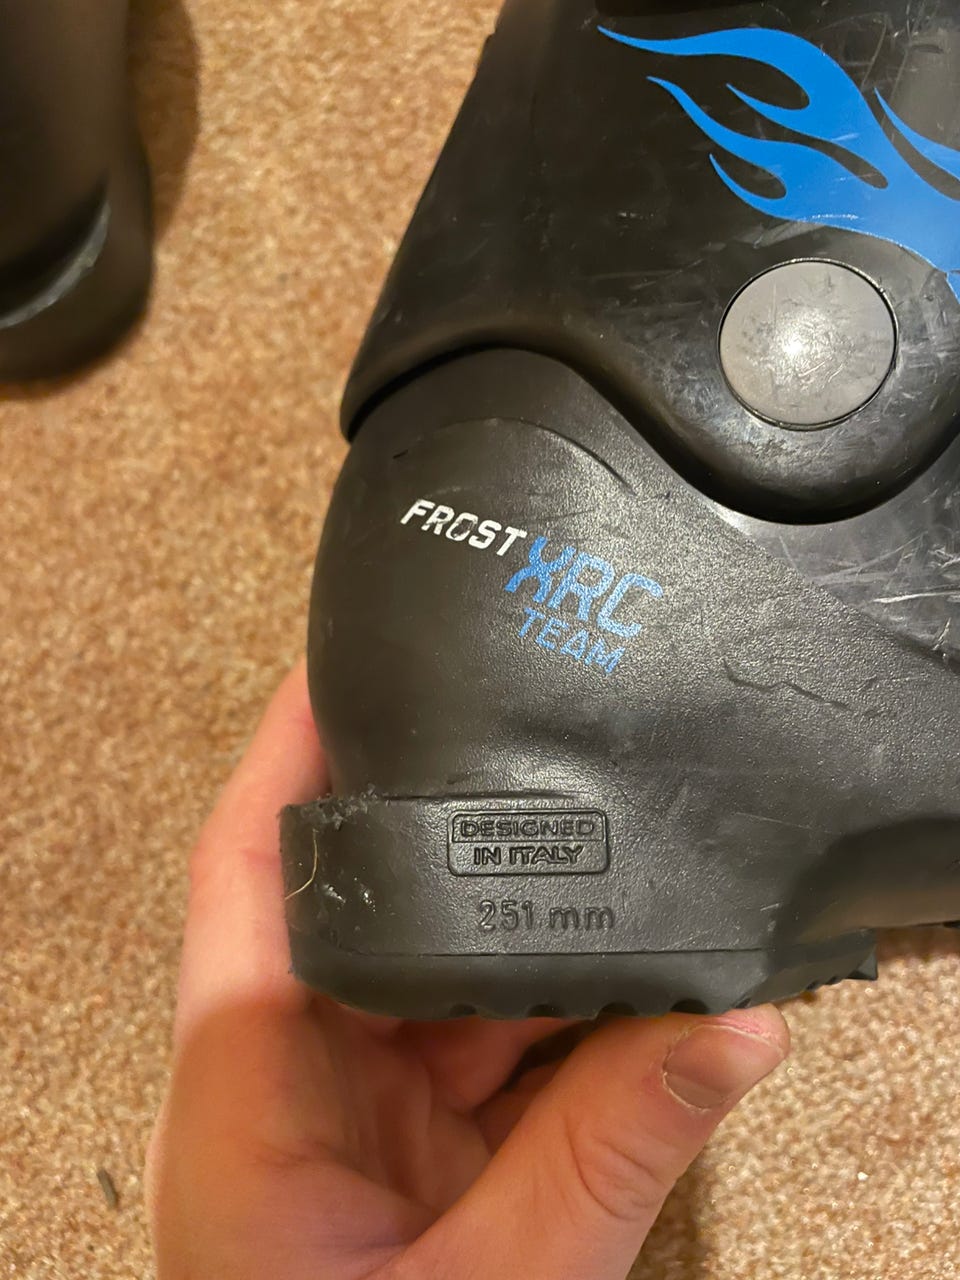 FROST
XRC
TEAM
DESIGNED
IN ITALY
251 mm